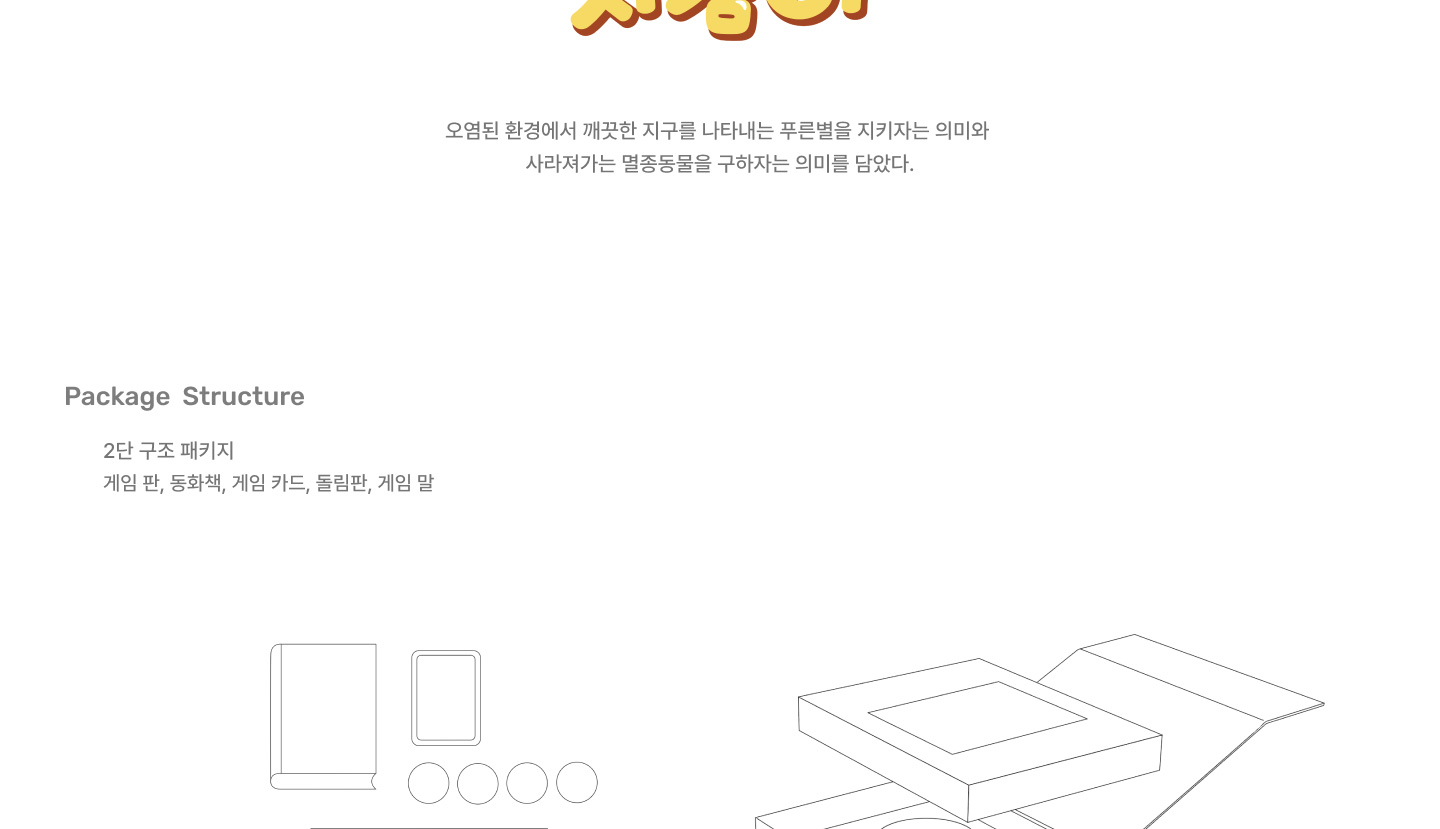 오염된 환경에서 깨끗한 지구를 나타내는 푸른별을 지키자는 의미와
사라져가는 멸종동물을 구하자는 의미를 담았다.
Package Structure
2단 구조 패키지
게임 판, 동화책, 게임 카드, 돌림판, 게임 말